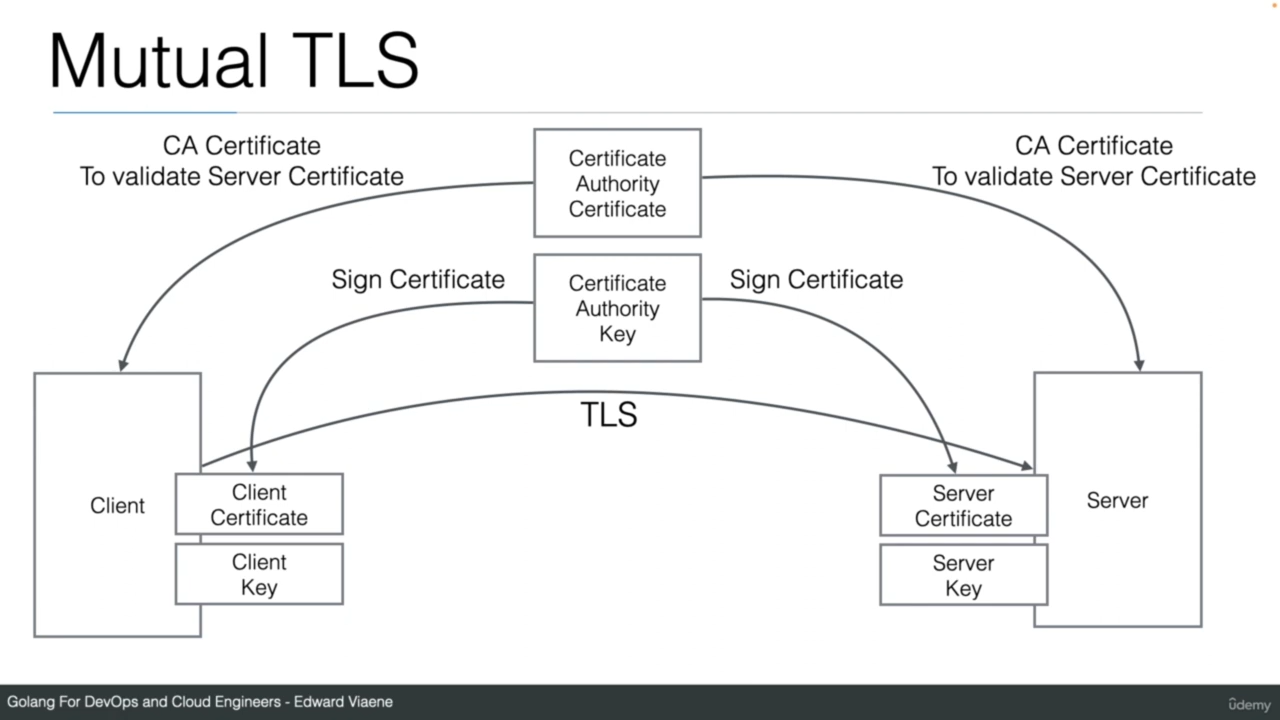 Mutual TLS
CA Certificate
To validate Server Certificate
Certificate
Authority
Certificate
CA Certificate
To validate Server Certificate
Sign Certificate
Certificate
Authority
Key
Sign Certificate
TLS
Client
Client
Certificate
Client
Key
Server
Certificate
Server
Key
Server
Golang For DevOps and Cloud Engineers - Edward Viaene
ûdemy